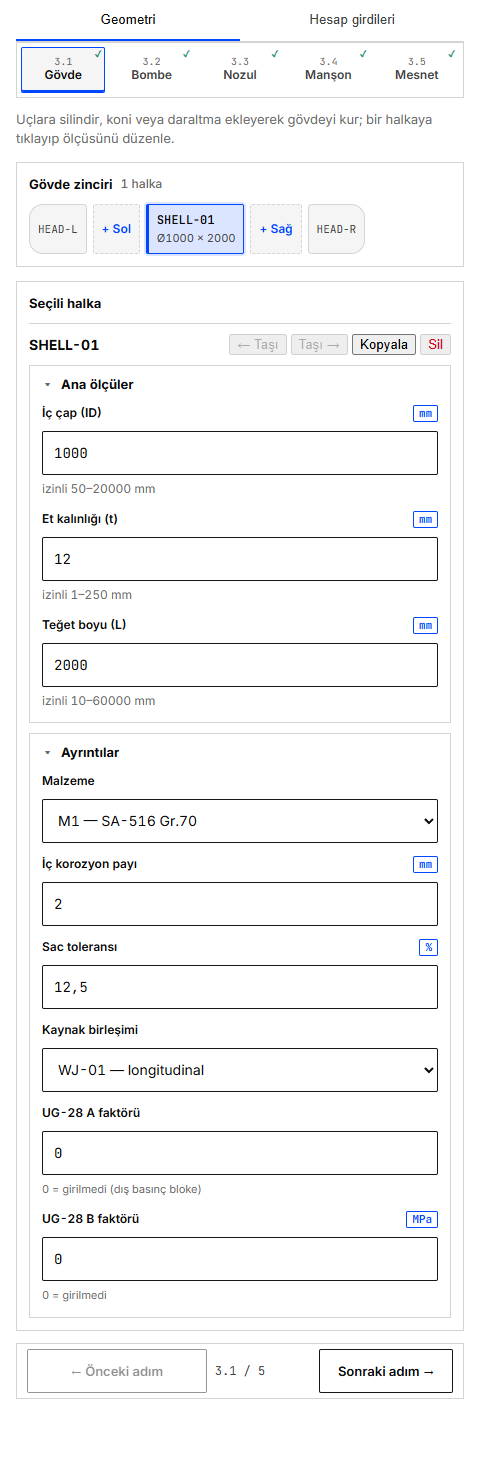 Geometri
Hesap girdileri
3.1 ✓
Gövde
3.2 ✓
Bombe
3.3 ✓
Nozul
3.4 ✓
Manşon
3.5 ✓
Mesnet
Uçlara silindir, koni veya daraltma ekleyerek gövdeyi kur; bir halkaya
tıklayıp ölçüsünü düzenle.
Gövde zinciri 1 halka
HEAD-L
+ Sol
SHELL-01
Ø1000 × 2000
+ Sağ
HEAD-R
Seçili halka
SHELL-01
← Taşı
Taşı →
Kopyala
Sil
Ana ölçüler
İç çap (ID) mm
1000
izinli 50–20000 mm
Et kalınlığı (t) mm
12
izinli 1–250 mm
Teğet boyu (L) mm
2000
izinli 10–60000 mm
Ayrıntılar
Malzeme
M1 — SA-516 Gr.70
İç korozyon payı mm
2
Sac toleransı %
12,5
Kaynak birleşimi
WJ-01 — longitudinal
UG-28 A faktörü
0
0 = girilmedi (dış basınç bloke)
UG-28 B faktörü MPa
0
0 = girilmedi
← Önceki adım
3.1 / 5
Sonraki adım →